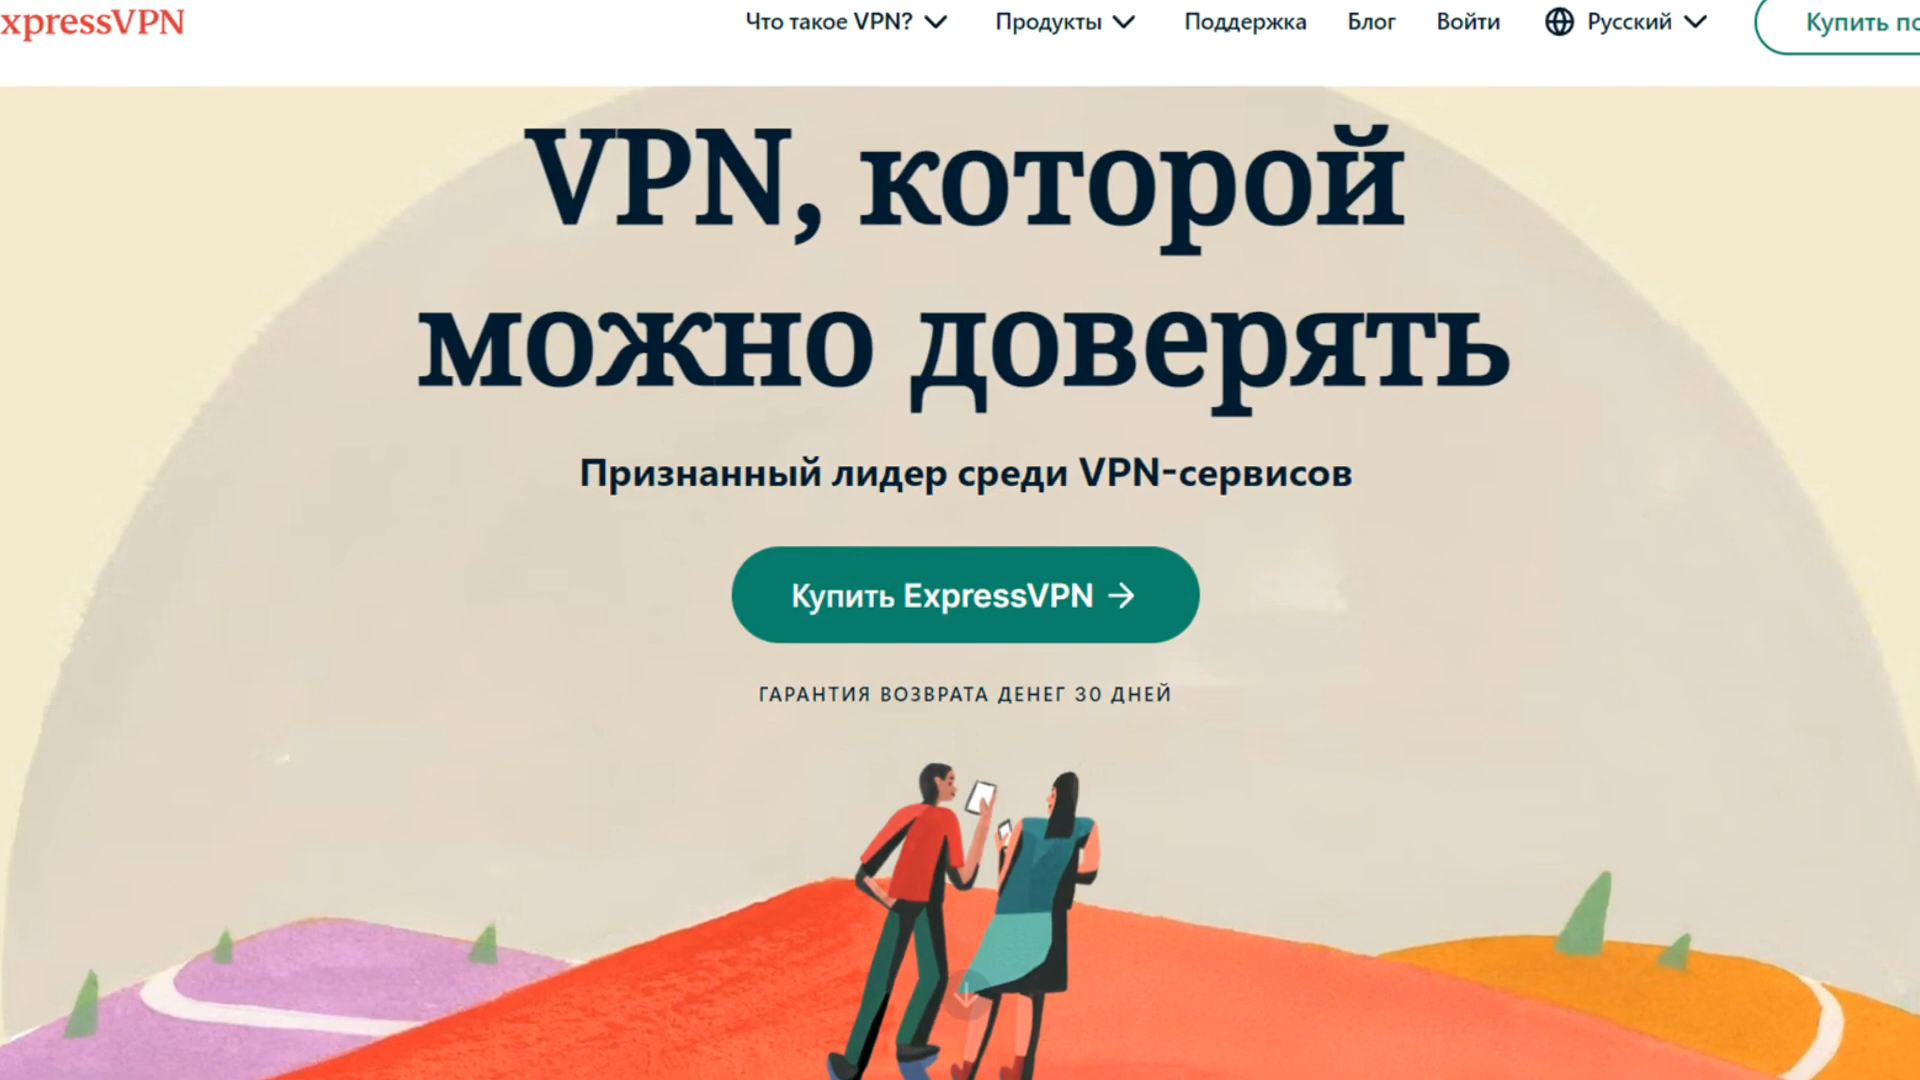 xpressVPN
Что такое VPN? Продукты Поддержка Блог Войти Русский Купить по
VPN, которой
можно доверять
Признанный лидер среди VPN-сервисов
Купить ExpressVPN →
ГАРАНТИЯ ВОЗВРАТА ДЕНЕГ 30 ДНЕЙ